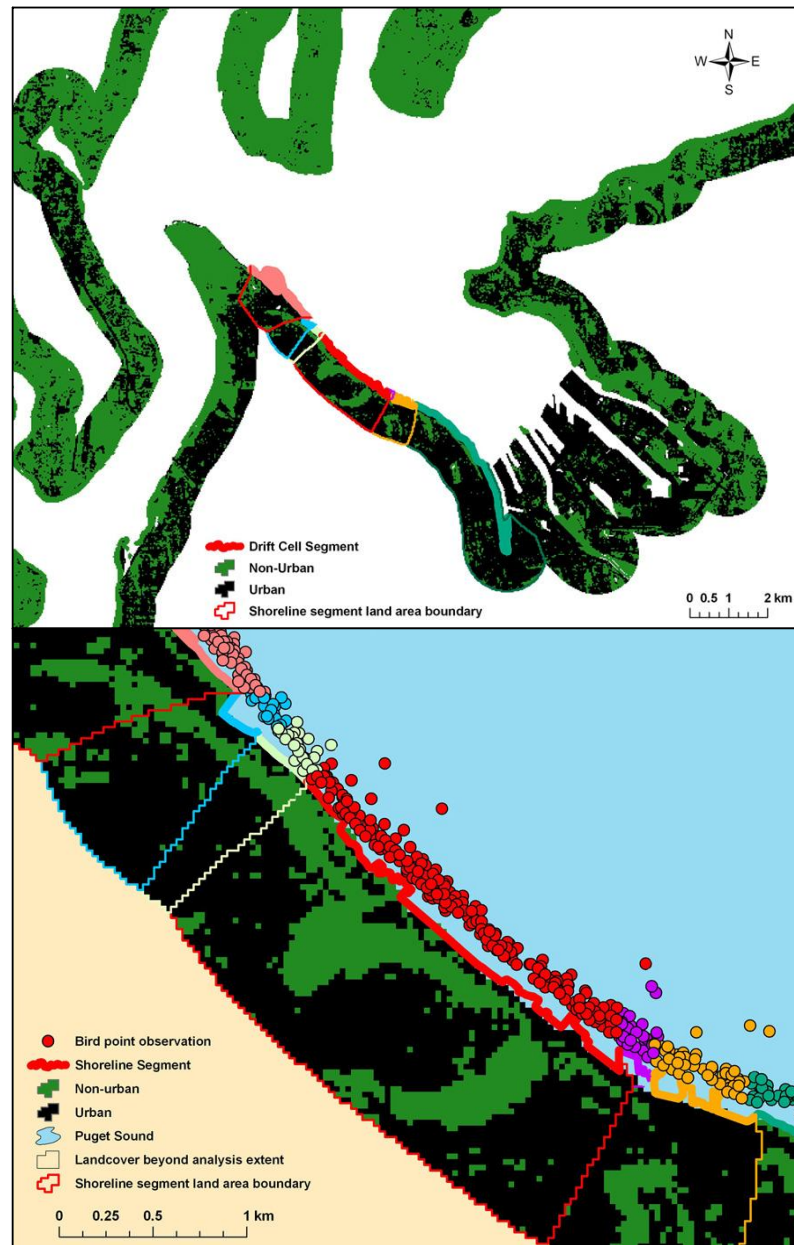 N
W E
S
Drift Cell Segment
Non-Urban
Urban
Shoreline segment land area boundary
0 0.5 1 2 km
Bird point observation
Shoreline Segment
Non-urban
Urban
Puget Sound
Landcover beyond analysis extent
Shoreline segment land area boundary
0 0.25 0.5 1 km